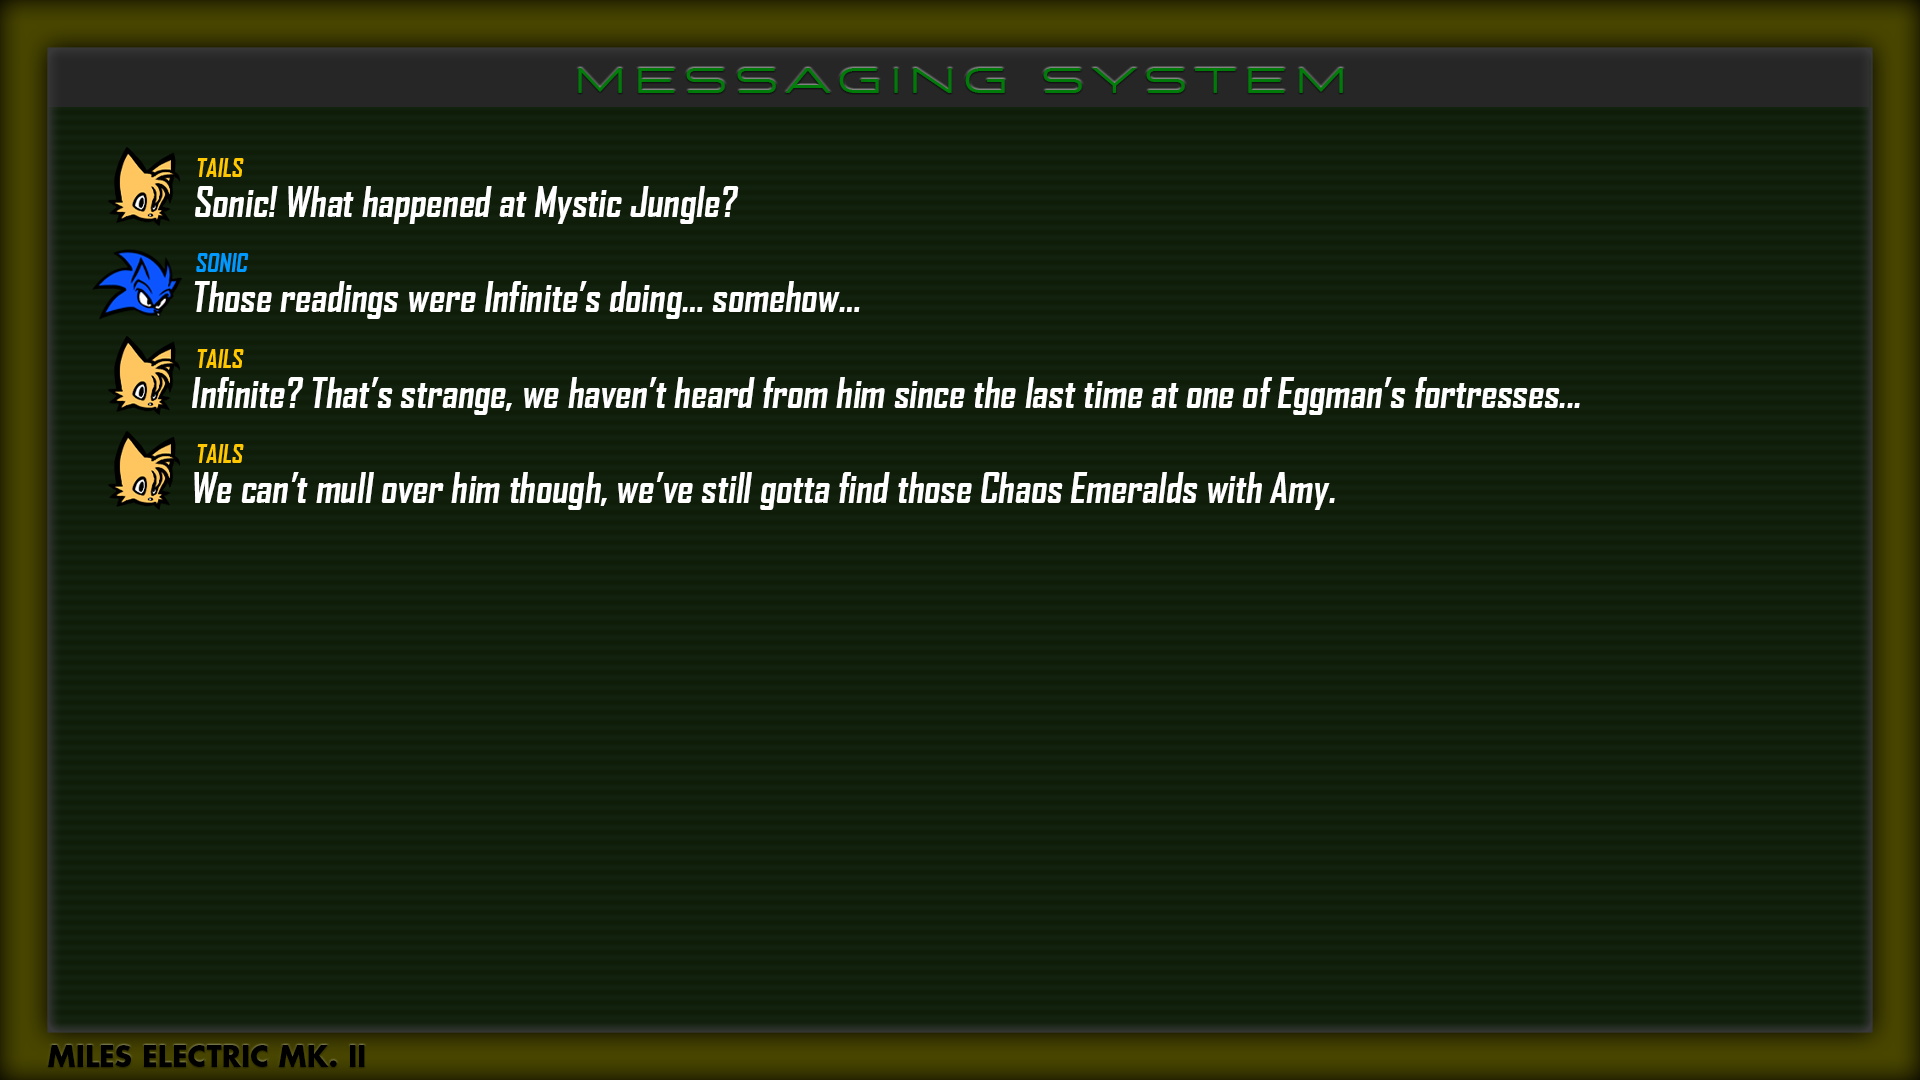 MESSAGING SYSTEM
TAILS
Sonic! What happened at Mystic Jungle?
SONIC
Those readings were Infinite's doing... somehow...
TAILS
Infinite? That's strange, we haven't heard from him since the last time at one of Eggman's fortresses...
TAILS
We can't mull over him though, we've still gotta find those Chaos Emeralds with Amy.
MILES ELECTRIC MK. II